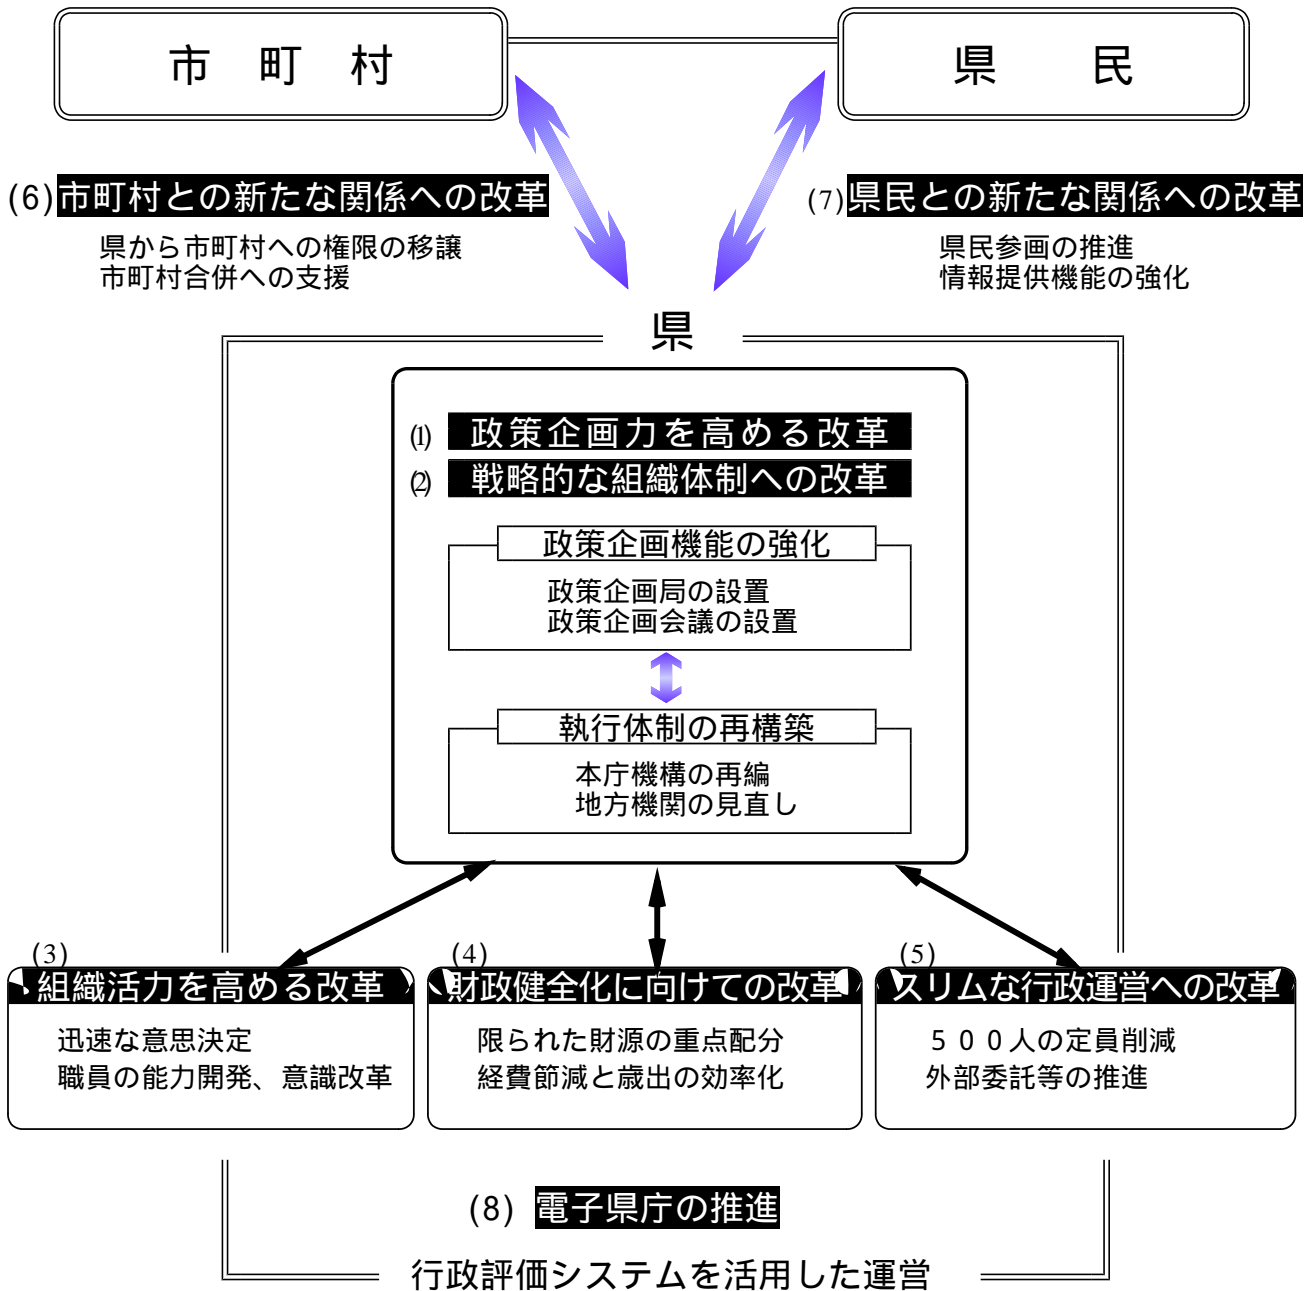 市 町 村
県 民
(6) 市町村との新たな関係への改革
県から市町村への権限の移譲
市町村合併への支援
(7) 県民との新たな関係への改革
県民参画の推進
情報提供機能の強化
県
(1) 政策企画力を高める改革
(2) 戦略的な組織体制への改革
政策企画機能の強化
政策企画局の設置
政策企画会議の設置
執行体制の再構築
本庁機構の再編
地方機関の見直し
(3)
組織活力を高める改革
迅速な意思決定
職員の能力開発、意識改革
(4)
財政健全化に向けての改革
限られた財源の重点配分
経費節減と歳出の効率化
(5)
スリムな行政運営への改革
500人の定員削減
外部委託等の推進
(8) 電子県庁の推進
行政評価システムを活用した運営